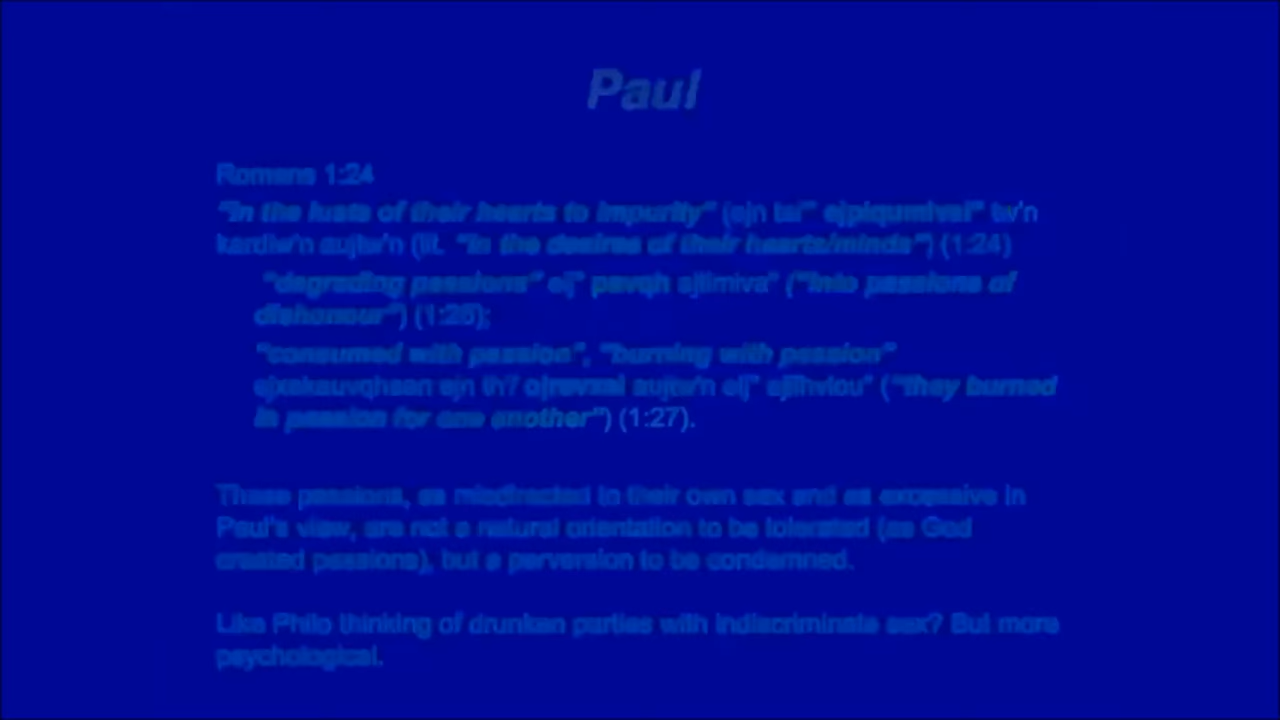 Paul
Romans 1:24
"in the lusts of their hearts to impurity" (ejn tai'" ejpiqumivai" tw'n
kardiw'n aujtw'n (lit. "in the desires of their hearts/minds") (1:24)
"degrading passions" eij" pavqh ajtimiva" ("into passions of
dishonour") (1:26);
"consumed with passion", "burning with passion"
ejxekauvqhsan ejn th'/ ojrevxei aujtw'n eij" ajllhvlou" ("they burned
in passion for one another") (1:27).
These passions, as misdirected to their own sex and as excessive in
Paul's view, are not a natural orientation to be tolerated (as God
created passions), but a perversion to be condemned.
Like Philo thinking of drunken parties with indiscriminate sex? But more
psychological.